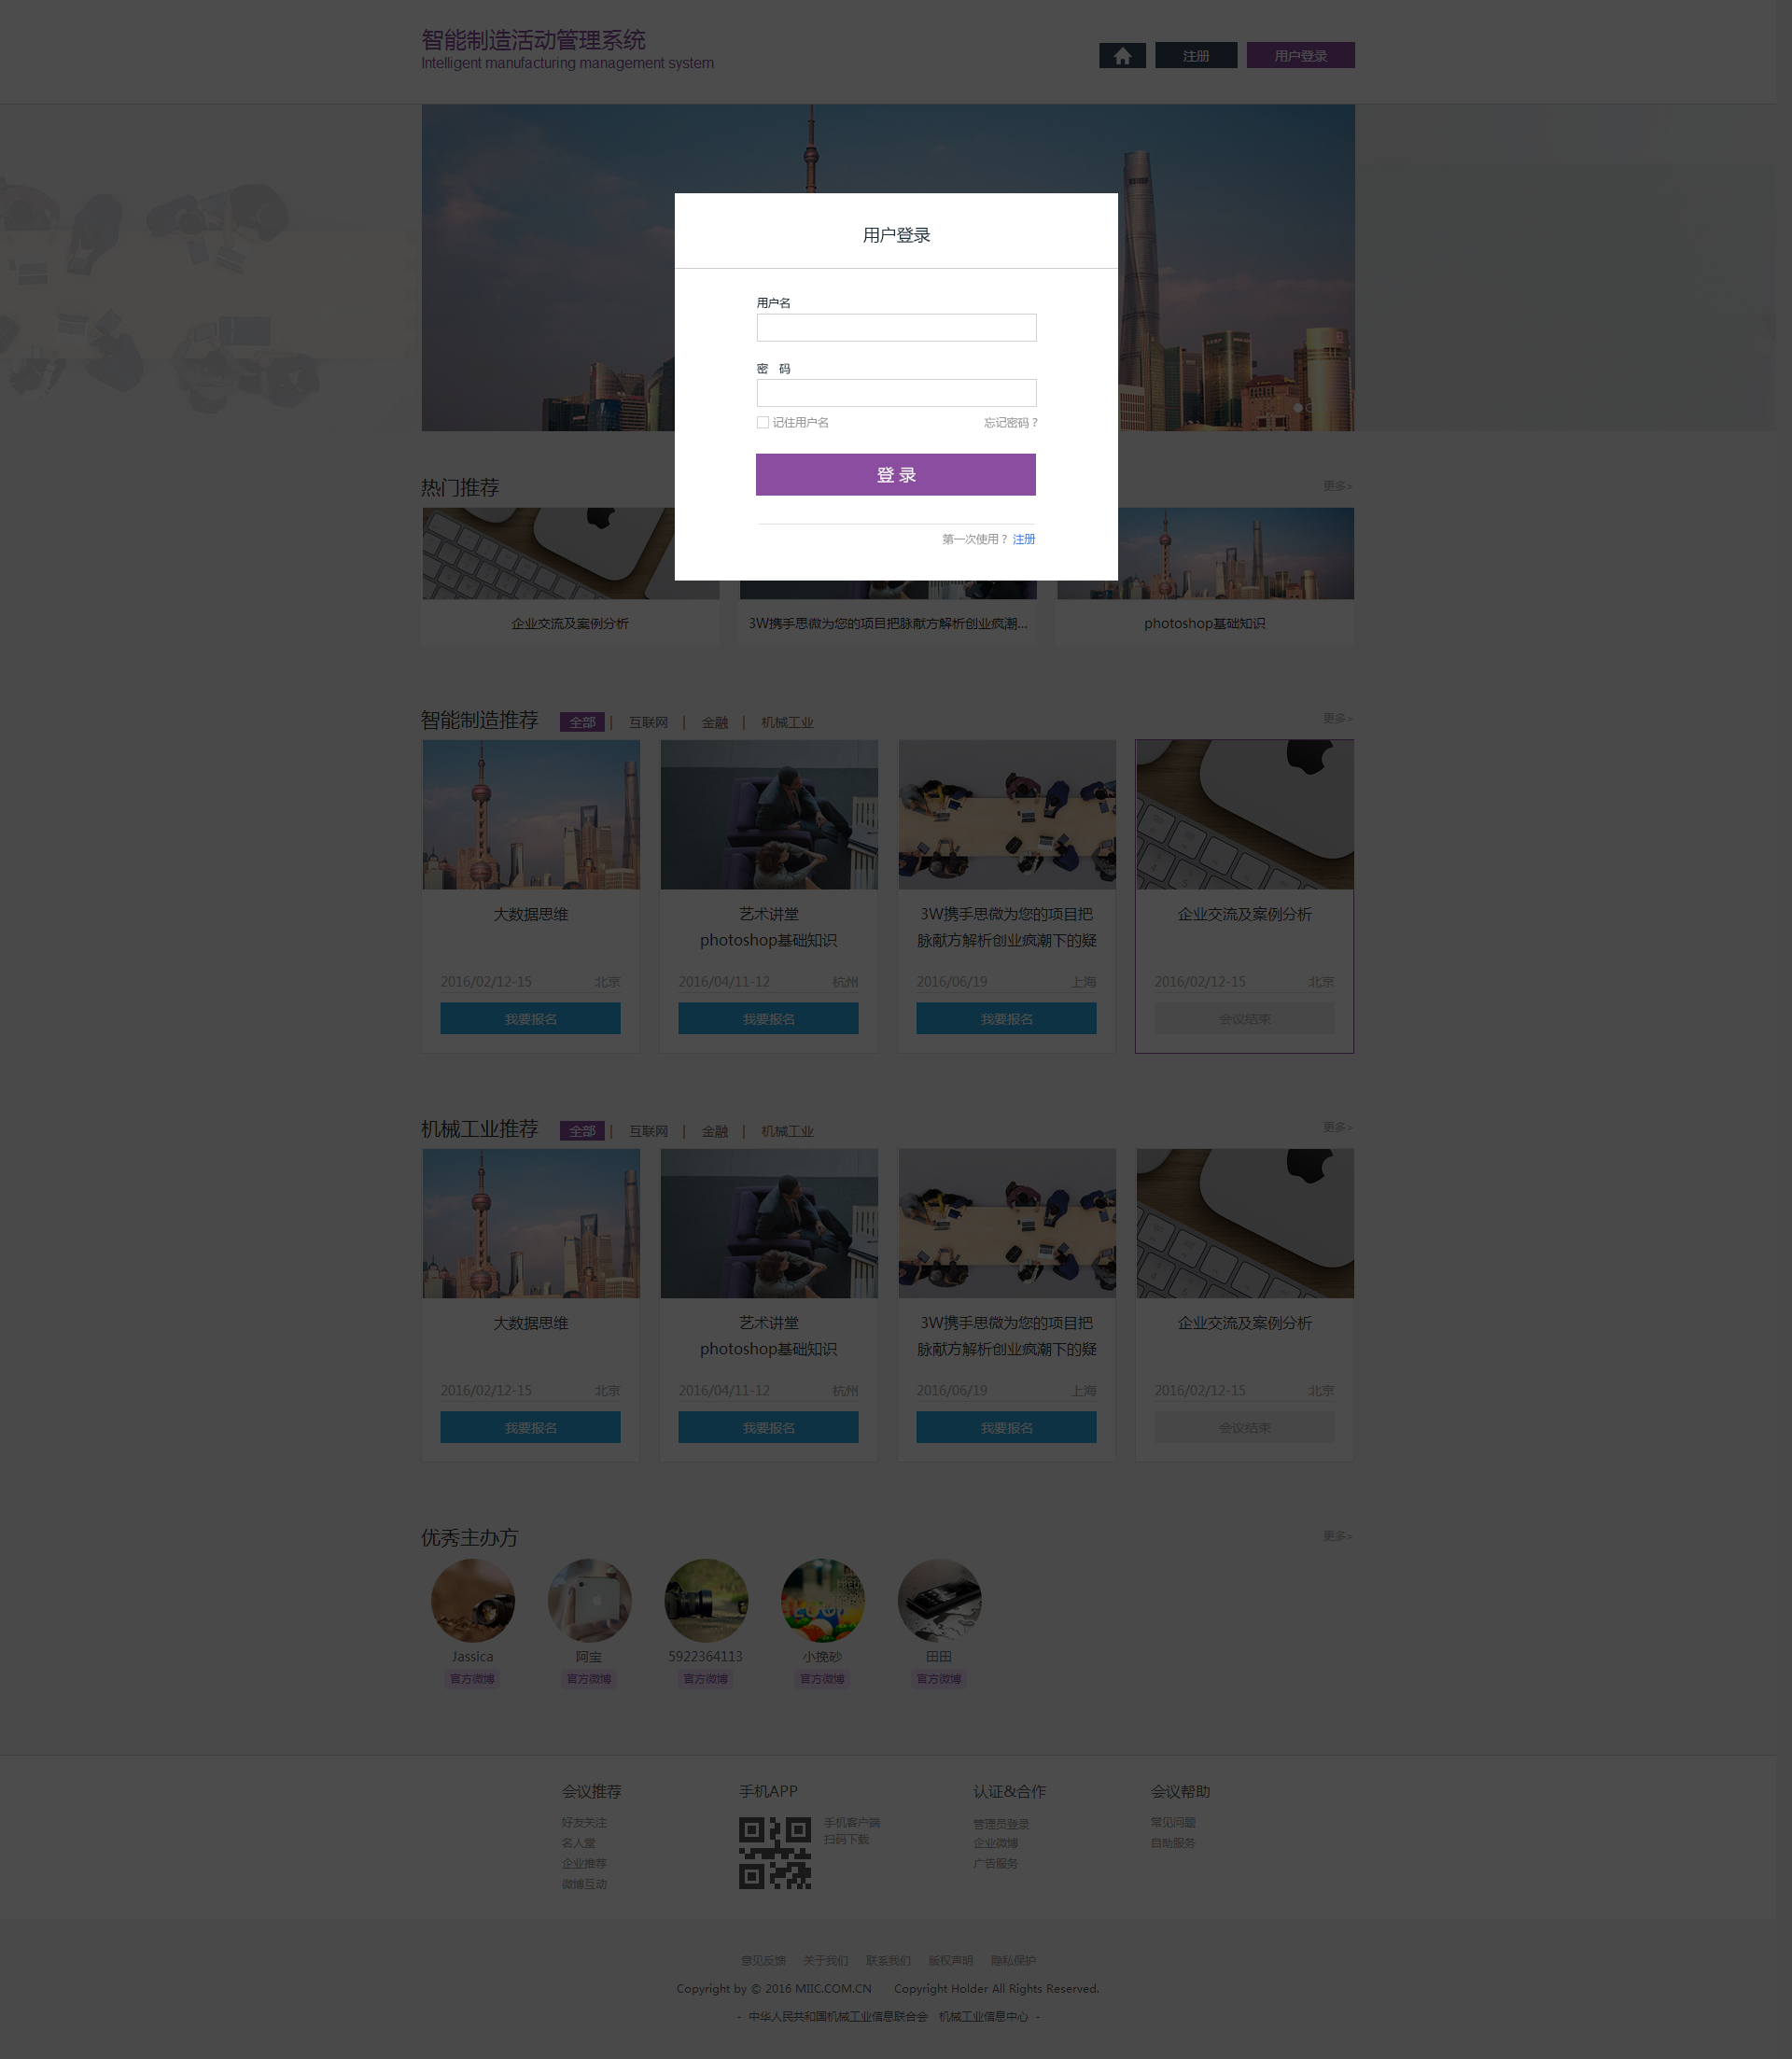 智能制造活动管理系统
Intelligent manufacturing management system
注册
用户登录
用户登录
用户名
密 码
记住用户名 忘记密码？
登 录
第一次使用？ 注册
热门推荐
更多>
企业交流及案例分析
3W携手思微为您的项目把脉献方解析创业疯潮...
photoshop基础知识
智能制造推荐 全部 | 互联网 | 金融 | 机械工业
更多>
大数据思维
2016/02/12-15 北京
我要报名
艺术讲堂
photoshop基础知识
2016/04/11-12 杭州
我要报名
3W携手思微为您的项目把
脉献方解析创业疯潮下的疑
2016/06/19 上海
我要报名
企业交流及案例分析
2016/02/12-15 北京
会议结束
机械工业推荐 全部 | 互联网 | 金融 | 机械工业
更多>
大数据思维
2016/02/12-15 北京
我要报名
艺术讲堂
photoshop基础知识
2016/04/11-12 杭州
我要报名
3W携手思微为您的项目把
脉献方解析创业疯潮下的疑
2016/06/19 上海
我要报名
企业交流及案例分析
2016/02/12-15 北京
会议结束
优秀主办方
更多>
Jassica
官方微博
阿宝
官方微博
5922364113
官方微博
小挽砂
官方微博
田田
官方微博
会议推荐
好友关注
名人堂
企业推荐
微博互动
手机APP
手机客户端
扫码下载
认证&合作
管理员登录
企业微博
广告服务
会议帮助
常见问题
自助服务
意见反馈 关于我们 联系我们 版权声明 隐私保护
Copyright by © 2016 MIIC.COM.CN Copyright Holder All Rights Reserved.
- 中华人民共和国机械工业信息联合会 机械工业信息中心 -